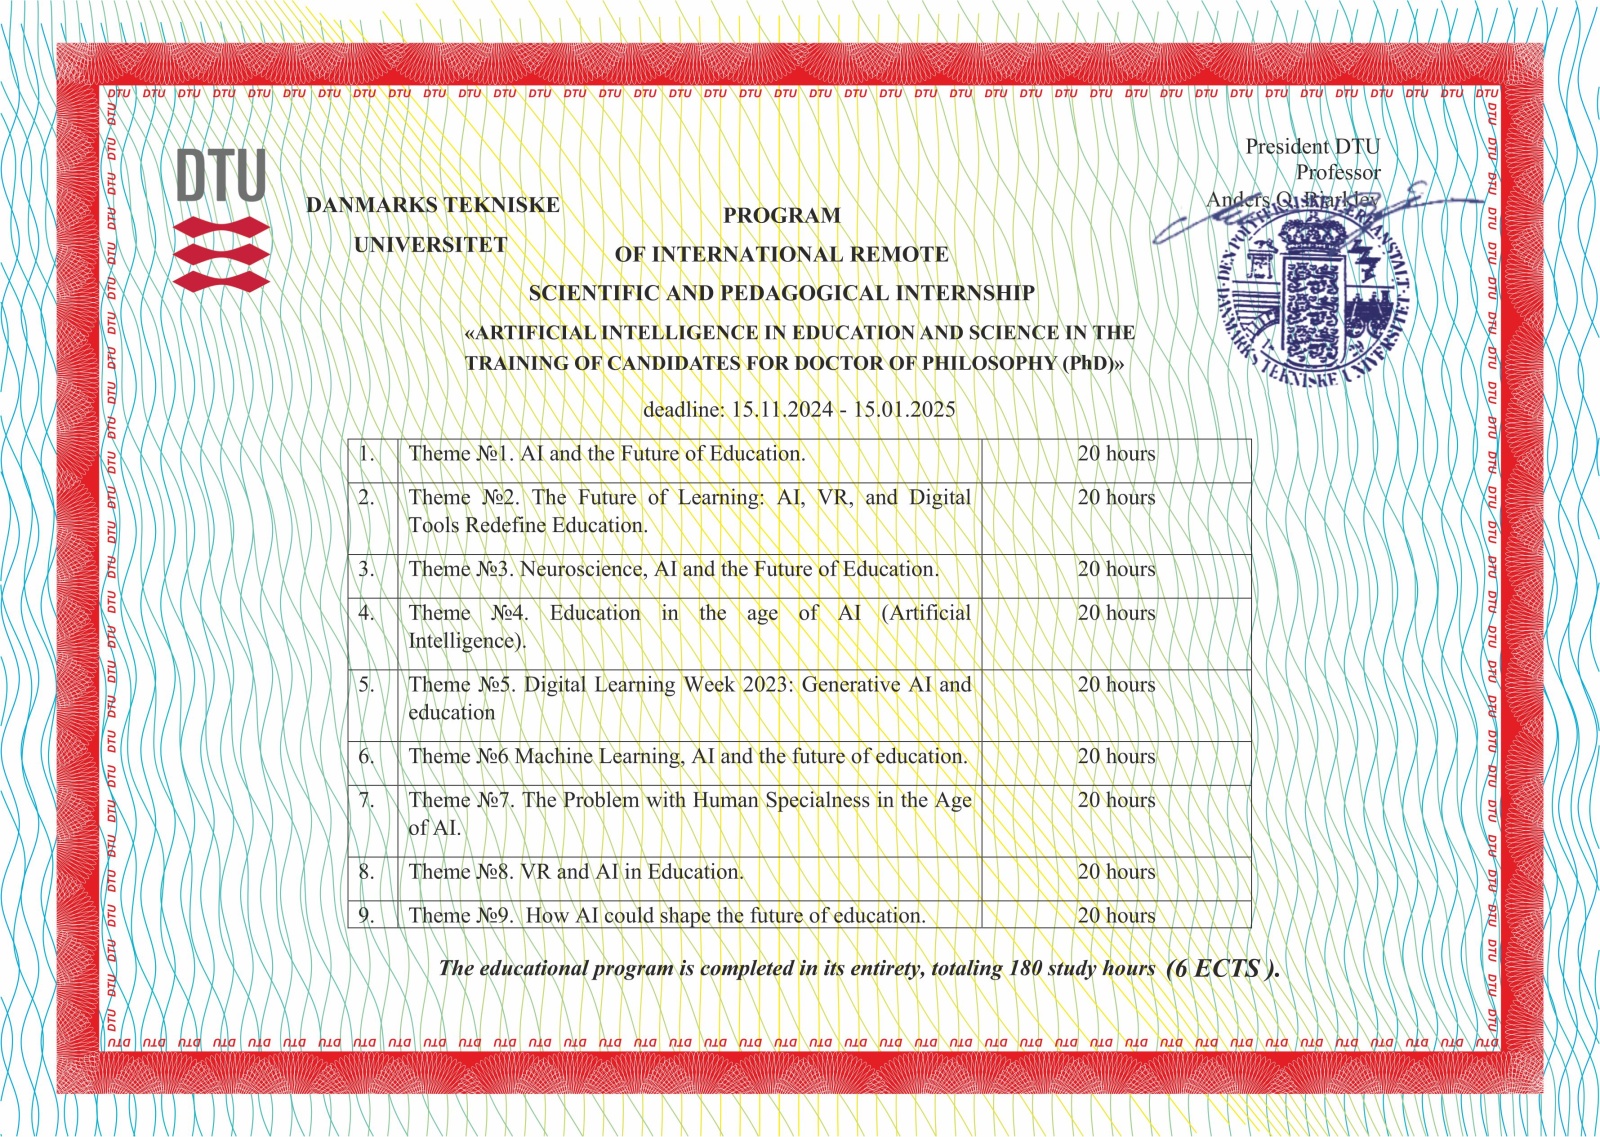 DTU
DANMARKS TEKNISKE
UNIVERSITET
President DTU
Professor
Anders O. Bjarklev
DEN POLYTEKNISKE LÆREANSTALT
DANMARKS TEKNISKE UNIVERSITET
PROGRAM
OF INTERNATIONAL REMOTE
SCIENTIFIC AND PEDAGOGICAL INTERNSHIP
«ARTIFICIAL INTELLIGENCE IN EDUCATION AND SCIENCE IN THE
TRAINING OF CANDIDATES FOR DOCTOR OF PHILOSOPHY (PhD)»
deadline: 15.11.2024 - 15.01.2025
1. Theme №1. AI and the Future of Education. 20 hours
2. Theme №2. The Future of Learning: AI, VR, and Digital 20 hours
Tools Redefine Education.
3. Theme №3. Neuroscience, AI and the Future of Education. 20 hours
4. Theme №4. Education in the age of AI (Artificial 20 hours
Intelligence).
5. Theme №5. Digital Learning Week 2023: Generative AI and 20 hours
education
6. Theme №6 Machine Learning, AI and the future of education. 20 hours
7. Theme №7. The Problem with Human Specialness in the Age 20 hours
of AI.
8. Theme №8. VR and AI in Education. 20 hours
9. Theme №9. How AI could shape the future of education. 20 hours
The educational program is completed in its entirety, totaling 180 study hours (6 ECTS ).